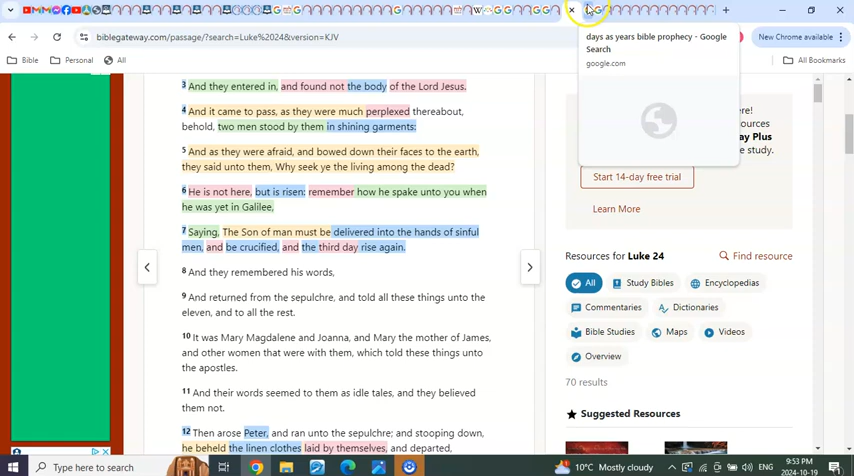 biblegateway.com/passage/?search=Luke%2024&version=KJV
New Chrome available
Bible
Personal
All
All Bookmarks
days as years bible prophecy - Google
Search
google.com
3 And they entered in, and found not the body of the Lord Jesus.
4 And it came to pass, as they were much perplexed thereabout,
behold, two men stood by them in shining garments:
5 And as they were afraid, and bowed down their faces to the earth,
they said unto them, Why seek ye the living among the dead?
6 He is not here, but is risen: remember how he spake unto you when
he was yet in Galilee,
7 Saying, The Son of man must be delivered into the hands of sinful
men, and be crucified, and the third day rise again.
8 And they remembered his words,
9 And returned from the sepulchre, and told all these things unto the
eleven, and to all the rest.
10 It was Mary Magdalene and Joanna, and Mary the mother of James,
and other women that were with them, which told these things unto
the apostles.
11 And their words seemed to them as idle tales, and they believed
them not.
12 Then arose Peter, and ran unto the sepulchre; and stooping down,
he beheld the linen clothes laid by themselves, and departed,
here!
ources
way Plus
e study.
Start 14-day free trial
Learn More
Resources for Luke 24
Find resource
All
Study Bibles
Encyclopedias
Commentaries
Dictionaries
Bible Studies
Maps
Videos
Overview
70 results
Suggested Resources
Type here to search
10°C Mostly cloudy
ENG
9:53 PM
2024-10-19